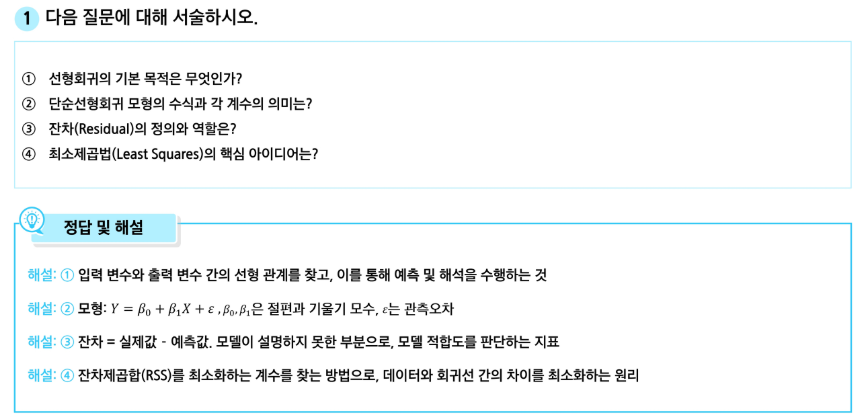 1 다음 질문에 대해 서술하시오.
① 선형회귀의 기본 목적은 무엇인가?
② 단순선형회귀 모형의 수식과 각 계수의 의미는?
③ 잔차(Residual)의 정의와 역할은?
④ 최소제곱법(Least Squares)의 핵심 아이디어는?
정답 및 해설
해설: ① 입력 변수와 출력 변수 간의 선형 관계를 찾고, 이를 통해 예측 및 해석을 수행하는 것
해설: ② 모형: Y = β₀ + β₁X + ε , β₀, β₁은 절편과 기울기 모수, ε는 관측오차
해설: ③ 잔차 = 실제값 - 예측값. 모델이 설명하지 못한 부분으로, 모델 적합도를 판단하는 지표
해설: ④ 잔차제곱합(RSS)를 최소화하는 계수를 찾는 방법으로, 데이터와 회귀선 간의 차이를 최소화하는 원리